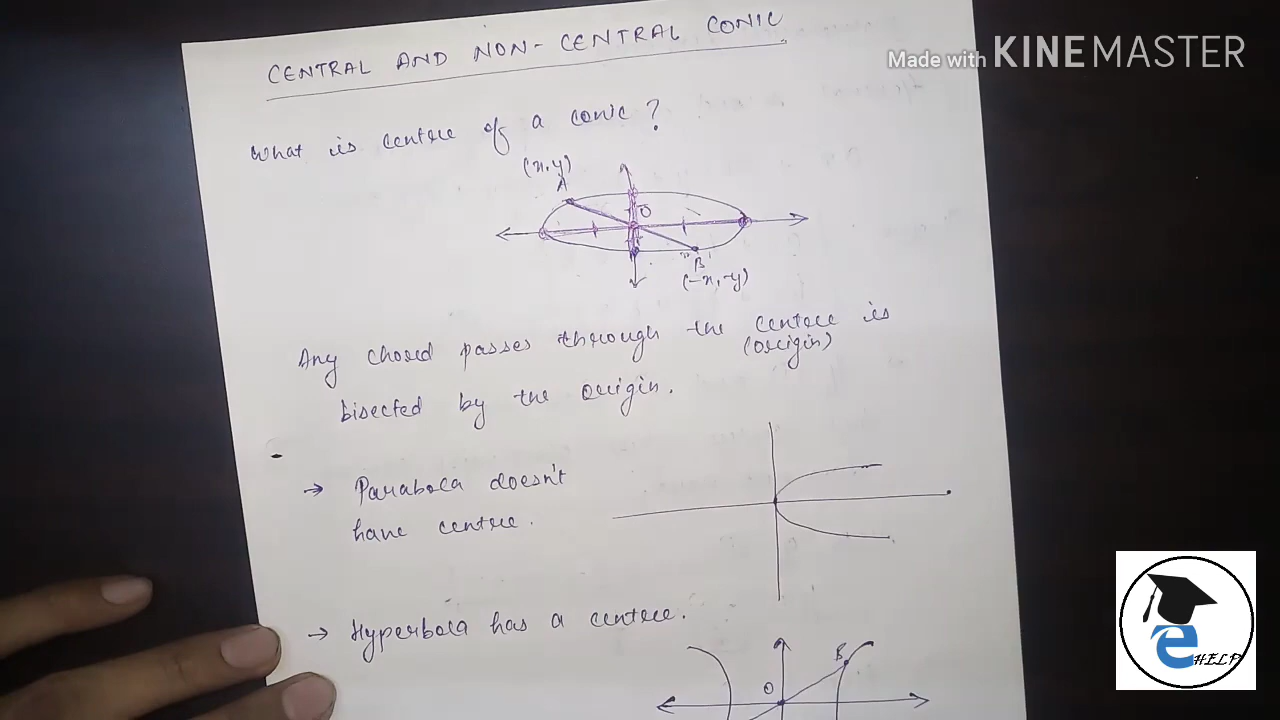 CENTRAL AND NON-CENTRAL CONIC
Made with KINEMASTER
What is centre of a conic ?
(x,y)
A
O
B
(-x,-y)
Any chord passes through the centre is
(origin)
bisected by the origin.
→ Parabola doesn't
have centre.
→ Hyperbola has a centre.
B
O
e HELP